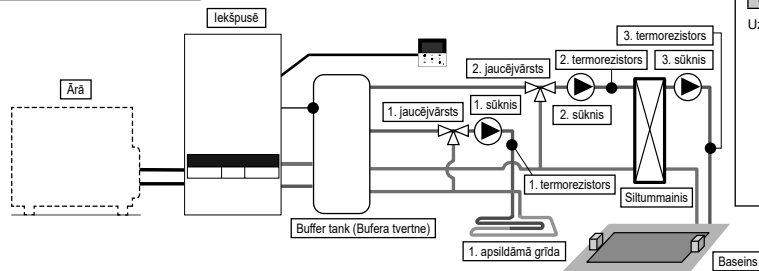 Iekšpusē
Ārā
3. termorezistors
2. jaucējvārsts
2. termorezistors
3. sūknis
1. jaucējvārsts
1. sūknis
2. sūknis
1. termorezistors
Siltummainis
Buffer tank (Bufera tvertne)
1. apsildāmā grīda
Baseins